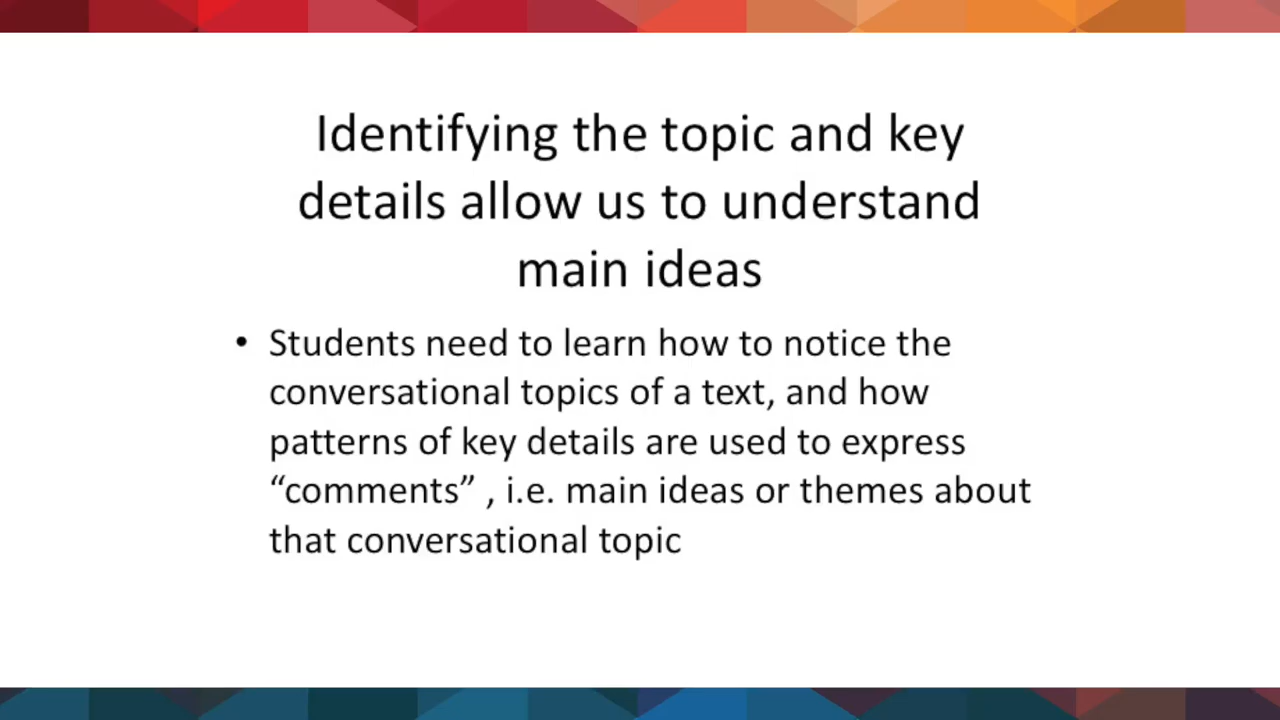 Identifying the topic and key
details allow us to understand
main ideas
• Students need to learn how to notice the
conversational topics of a text, and how
patterns of key details are used to express
“comments” , i.e. main ideas or themes about
that conversational topic